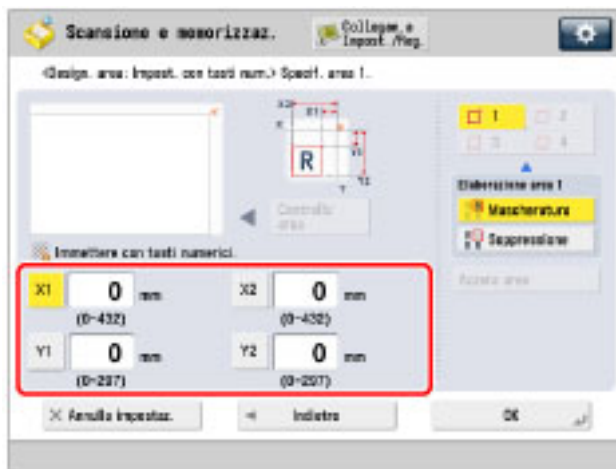 Scansione e memorizzaz.
Collegam. e
Impost./Reg.
<Design. area: Impost. con tasti num.> Specif. area 1.
X2
X1
Y1
Y2
X
Y
R
1
2
3
4
Controllo
area
Elaborazione area 1
Mascheratura
Soppressione
Azzera area
Immettere con tasti numerici.
X1 0 mm X2 0 mm
(0-432) (0-432)
Y1 0 mm Y2 0 mm
(0-297) (0-297)
Annulla impostaz.
Indietro
OK